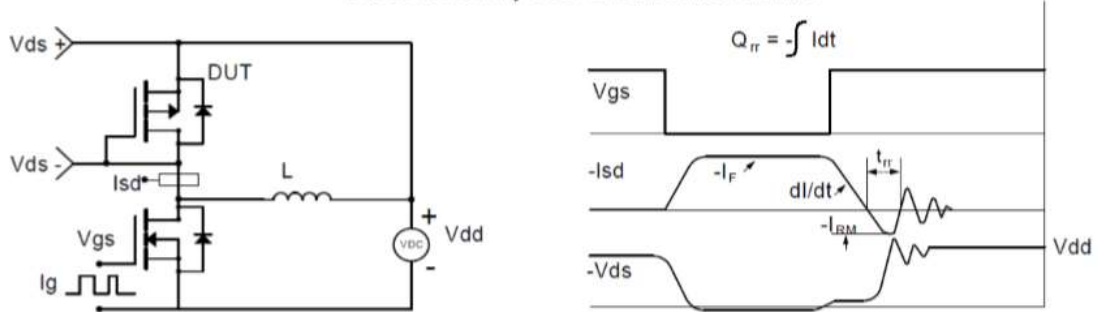 Vds +
DUT
Vds -
Isd
L
+
Vdd
VDC
-
Vgs
Ig
Qrr = -∫ Idt
Vgs
-Isd
-IF
dI/dt
trr
-IRM
Vdd
-Vds